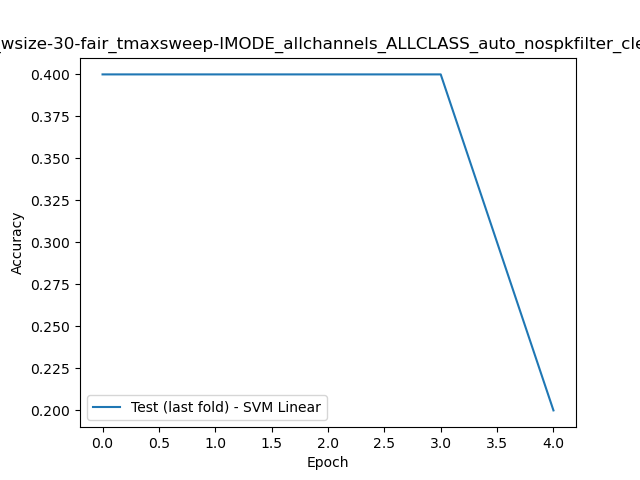 _wsize-30-fair_tmaxsweep-IMODE_allchannels_ALLCLASS_auto_nospkfilter_cle
0.400
0.375
0.350
0.325
0.300
0.275
0.250
0.225
0.200
Accuracy
Test (last fold) - SVM Linear
0.0 0.5 1.0 1.5 2.0 2.5 3.0 3.5 4.0
Epoch